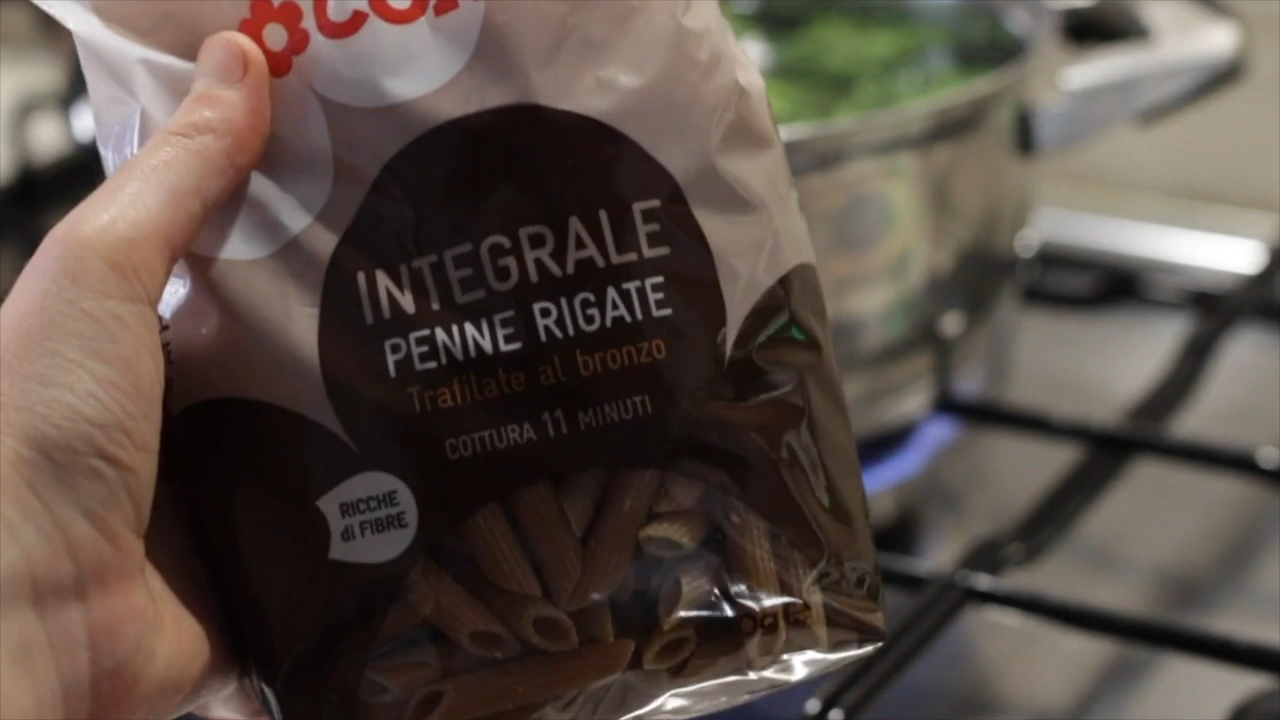 INTEGRALE
PENNE RIGATE
Trafilate al bronzo
COTTURA 11 MINUTI
RICCHE
di FIBRE